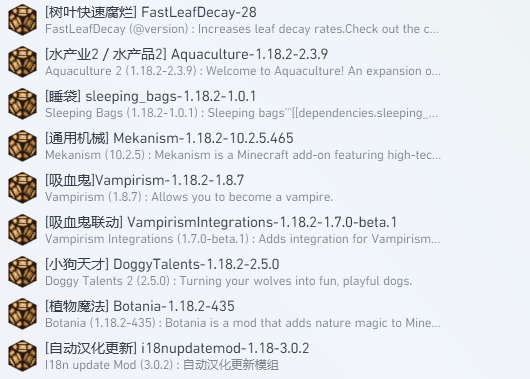 [树叶快速腐烂] FastLeafDecay-28
FastLeafDecay (@version) : Increases leaf decay rates.Check out the c...
[水产业2 / 水产品2] Aquaculture-1.18.2-2.3.9
Aquaculture 2 (1.18.2-2.3.9) : Welcome to Aquaculture! An expansion o...
[睡袋] sleeping_bags-1.18.2-1.0.1
Sleeping Bags (1.18.2-1.0.1) : Sleeping bags'''[[dependencies.sleeping_...
[通用机械] Mekanism-1.18.2-10.2.5.465
Mekanism (10.2.5) : Mekanism is a Minecraft add-on featuring high-tec...
[吸血鬼]Vampirism-1.18.2-1.8.7
Vampirism (1.8.7) : Allows you to become a vampire.
[吸血鬼联动] VampirismIntegrations-1.18.2-1.7.0-beta.1
Vampirism Integrations (1.7.0-beta.1) : Adds integration for Vampirism...
[小狗天才] DoggyTalents-1.18.2-2.5.0
Doggy Talents 2 (2.5.0) : Turning your wolves into fun, playful dogs.
[植物魔法] Botania-1.18.2-435
Botania (1.18.2-435) : Botania is a mod that adds nature magic to Mine...
[自动汉化更新] i18nupdatemod-1.18-3.0.2
I18n update Mod (3.0.2) : 自动汉化更新模组